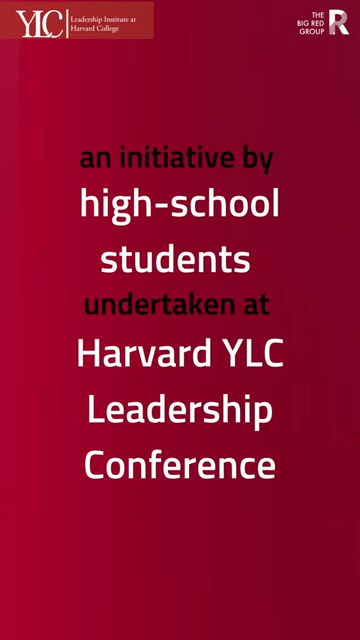 YLC
Leadership Institute at
Harvard College
THE
BIG RED
GROUP
R
an initiative by
high-school
students
undertaken at
Harvard YLC
Leadership
Conference